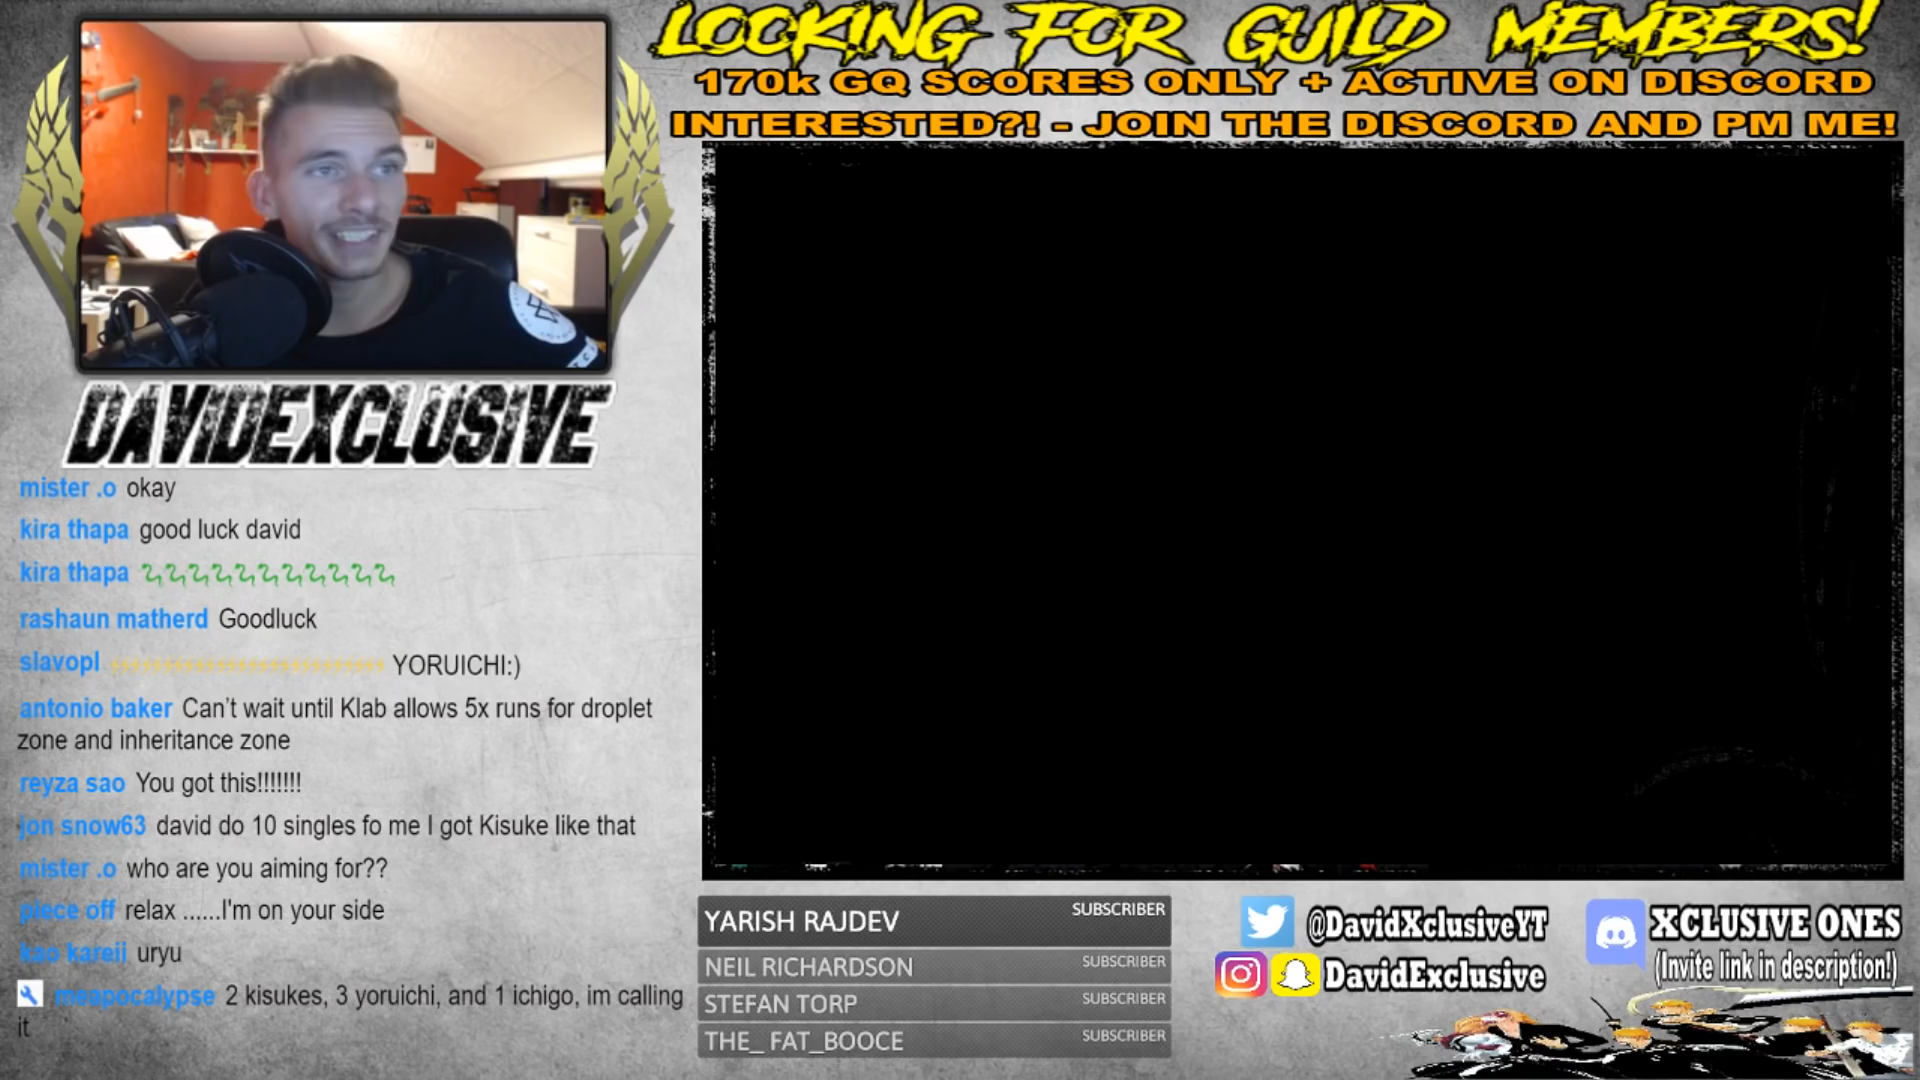 LOOKING FOR GUILD MEMBERS!
170k GQ SCORES ONLY + ACTIVE ON DISCORD
INTERESTED?! - JOIN THE DISCORD AND PM ME!
DAVIDEXCLUSIVE
mister .o okay
kira thapa good luck david
kira thapa
rashaun matherd Goodluck
slavopl YORUICHI:)
antonio baker Can't wait until Klab allows 5x runs for droplet
zone and inheritance zone
reyza sao You got this!!!!!!!
jon snow63 david do 10 singles fo me I got Kisuke like that
mister .o who are you aiming for??
piece off relax ......I'm on your side
kao kareii uryu
meapocalypse 2 kisukes, 3 yoruichi, and 1 ichigo, im calling
it
YARISH RAJDEV SUBSCRIBER
NEIL RICHARDSON SUBSCRIBER
STEFAN TORP SUBSCRIBER
THE_ FAT_BOOCE SUBSCRIBER
@DavidXclusiveYT
DavidExclusive
XCLUSIVE ONES
(Invite link in description!)